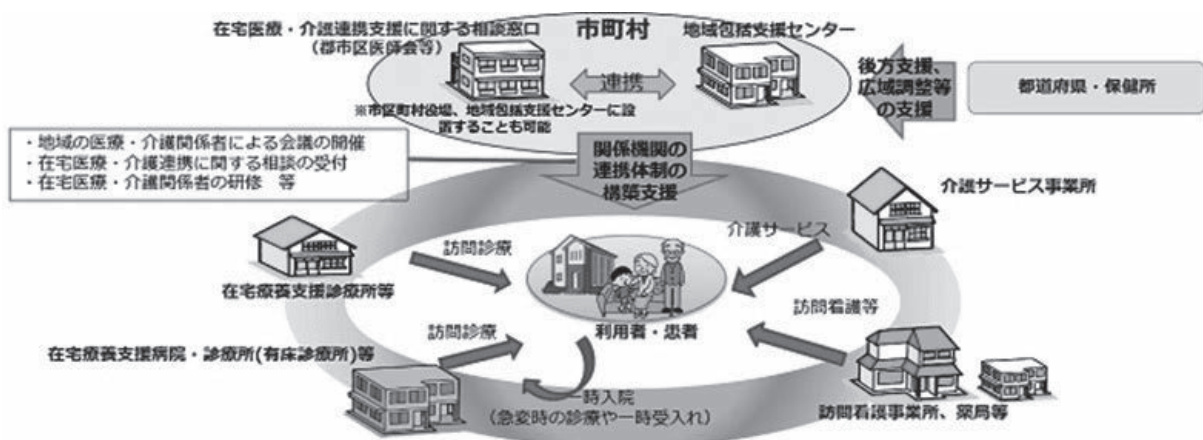 市町村
在宅医療・介護連携支援に関する相談窓口
（郡市区医師会等）
地域包括支援センター
連携
※市区町村役場、地域包括支援センターに設
置することも可能
後方支援、
広域調整等
の支援
都道府県・保健所
・地域の医療・介護関係者による会議の開催
・在宅医療・介護連携に関する相談の受付
・在宅医療・介護関係者の研修　等
関係機関の
連携体制の
構築支援
介護サービス事業所
介護サービス
訪問診療
在宅療養支援診療所等
利用者・患者
訪問看護等
訪問診療
在宅療養支援病院・診療所(有床診療所)等
一時入院
（急変時の診療や一時受入れ）
訪問看護事業所、薬局等